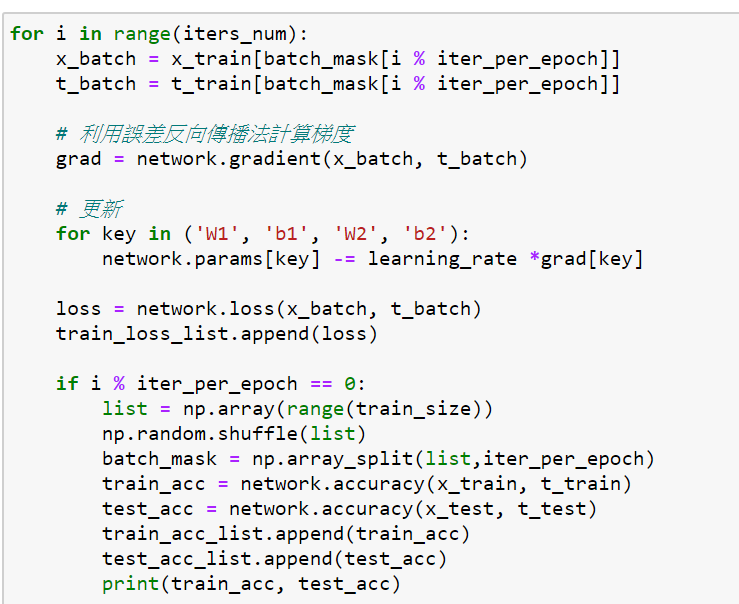 for i in range(iters_num):
    x_batch = x_train[batch_mask[i % iter_per_epoch]]
    t_batch = t_train[batch_mask[i % iter_per_epoch]]

    # 利用誤差反向傳播法計算梯度
    grad = network.gradient(x_batch, t_batch)

    # 更新
    for key in ('W1', 'b1', 'W2', 'b2'):
        network.params[key] -= learning_rate *grad[key]

    loss = network.loss(x_batch, t_batch)
    train_loss_list.append(loss)

    if i % iter_per_epoch == 0:
        list = np.array(range(train_size))
        np.random.shuffle(list)
        batch_mask = np.array_split(list,iter_per_epoch)
        train_acc = network.accuracy(x_train, t_train)
        test_acc = network.accuracy(x_test, t_test)
        train_acc_list.append(train_acc)
        test_acc_list.append(test_acc)
        print(train_acc, test_acc)